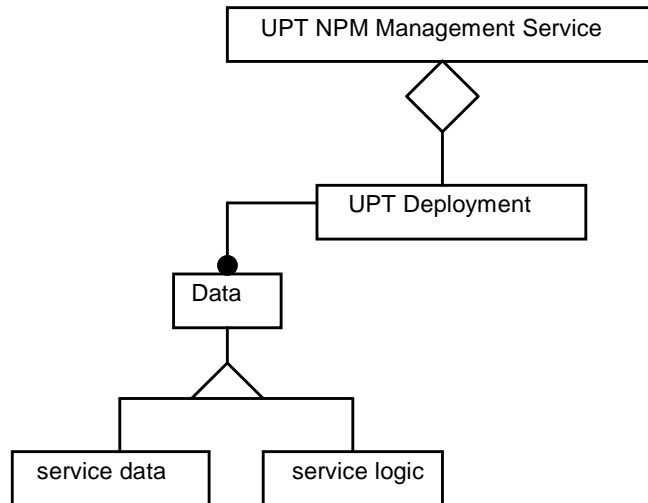 UPT NPM Management Service
UPT Deployment
Data
service data
service logic